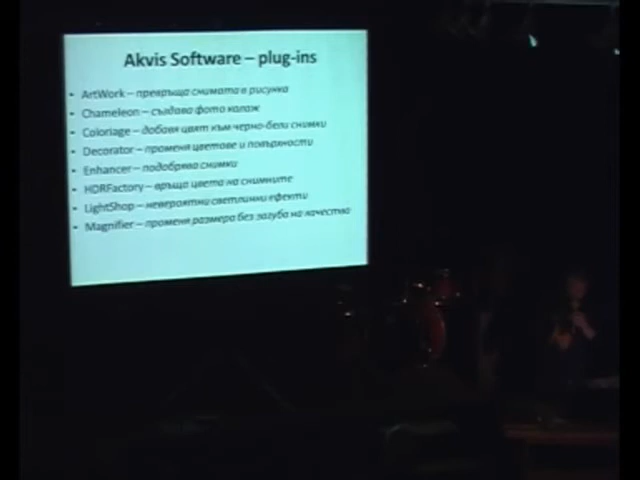 Akvis Software – plug-ins
• ArtWork – превръща снимата в рисунка
• Chameleon – създава фото колаж
• Coloriage – добавя цвят към черно-бели снимки
• Decorator – променя цветове и повърхности
• Enhancer – подобрява снимки
• HDRFactory – връща цвета на снимките
• LightShop – невероятни светлинни ефекти
• Magnifier – променя размера без загуба на качества